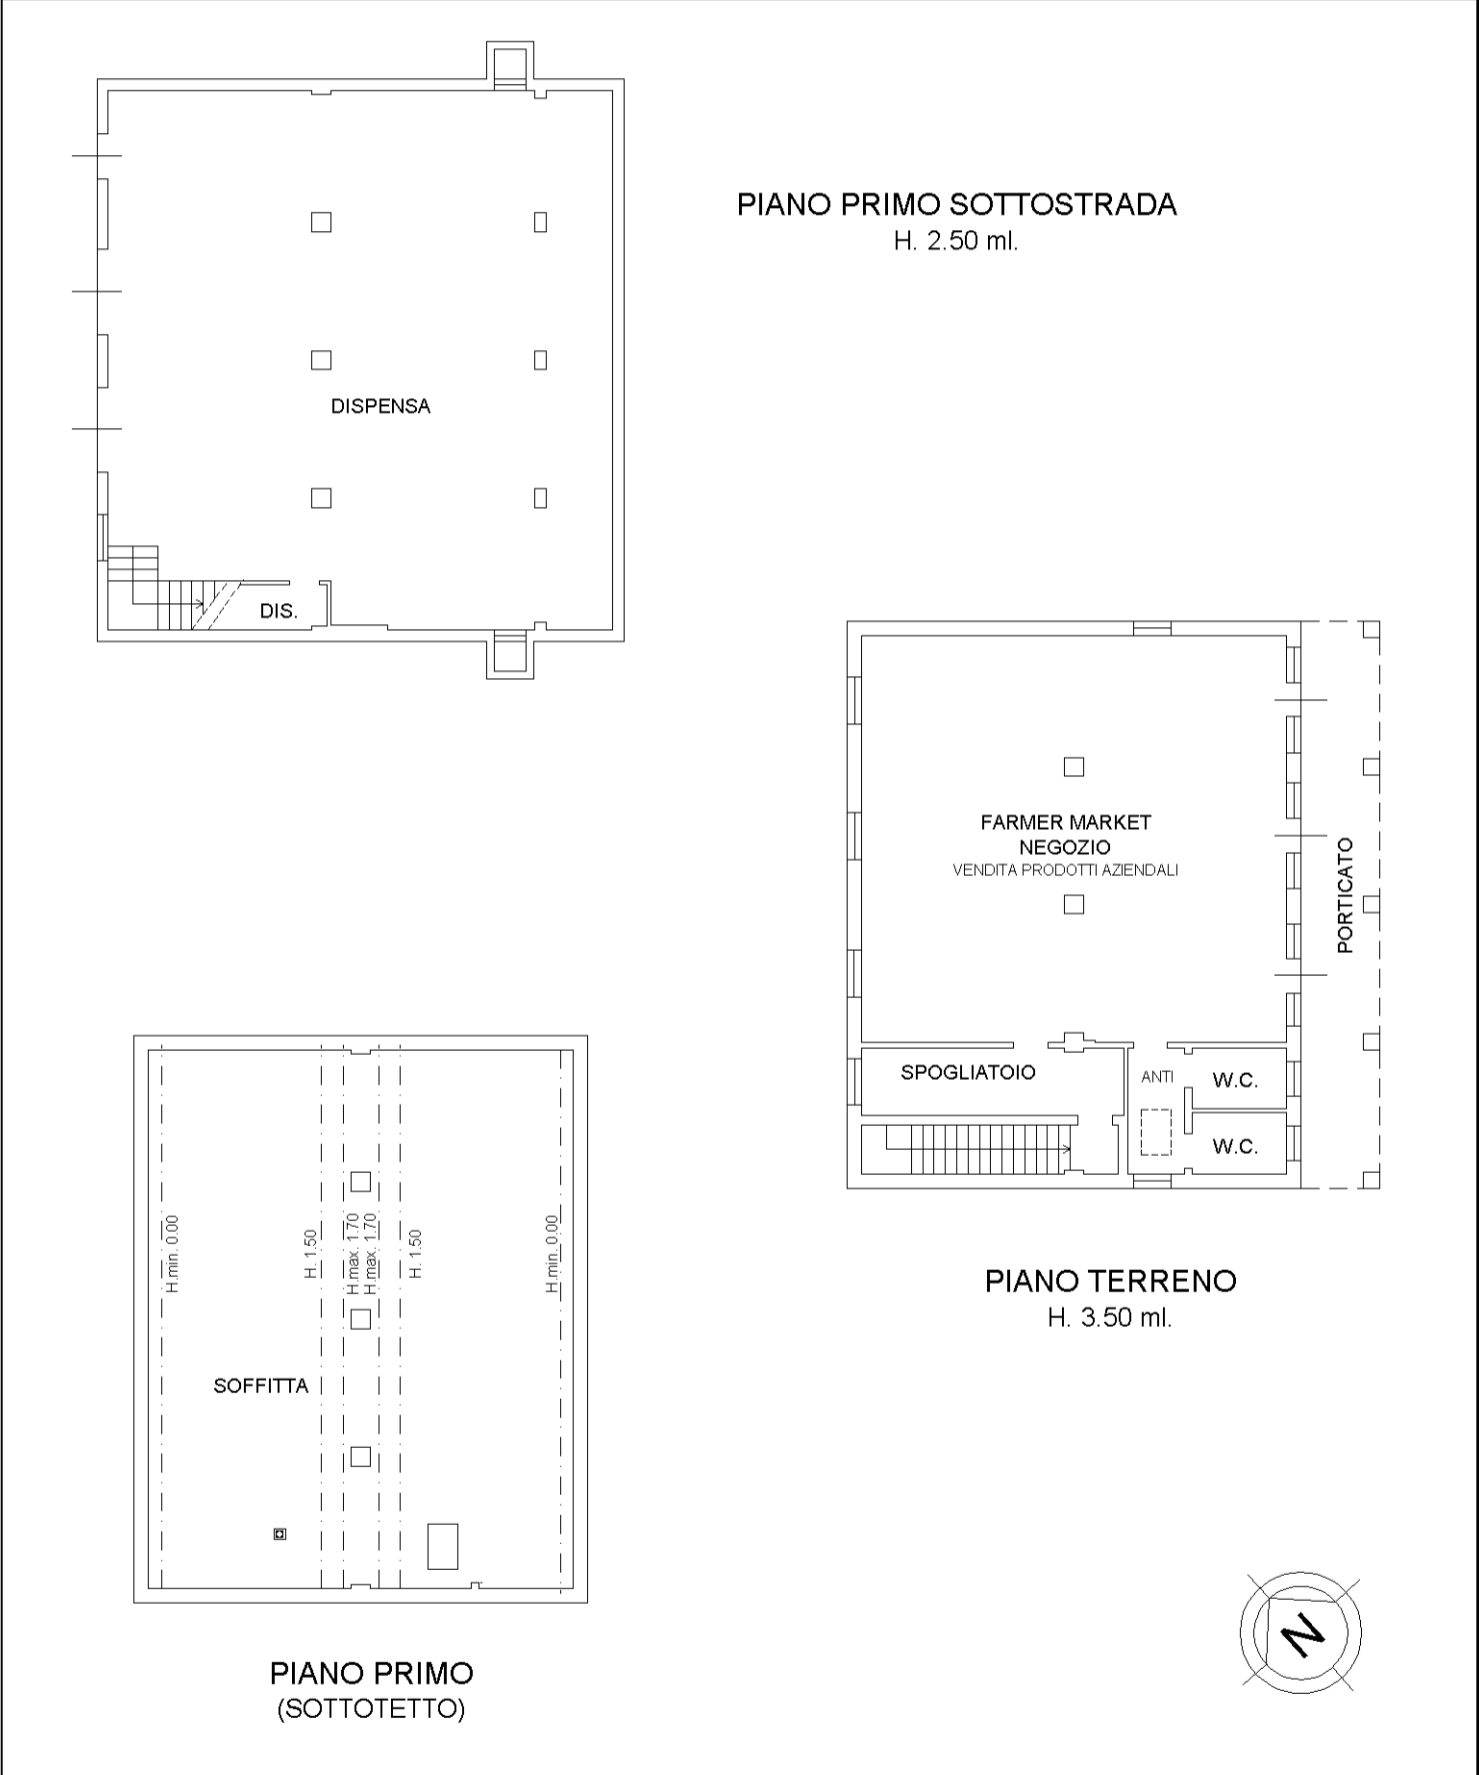 PIANO PRIMO SOTTOSTRADA
H. 2.50 ml.
DISPENSA
DIS.
FARMER MARKET
NEGOZIO
VENDITA PRODOTTI AZIENDALI
PORTICATO
SPOGLIATOIO
ANTI
W.C.
W.C.
PIANO TERRENO
H. 3.50 ml.
H.min. 0.00
H. 1.50
H.max. 1.70
H.max. 1.70
H. 1.50
H.min. 0.00
SOFFITTA
PIANO PRIMO
(SOTTOTETTO)
N